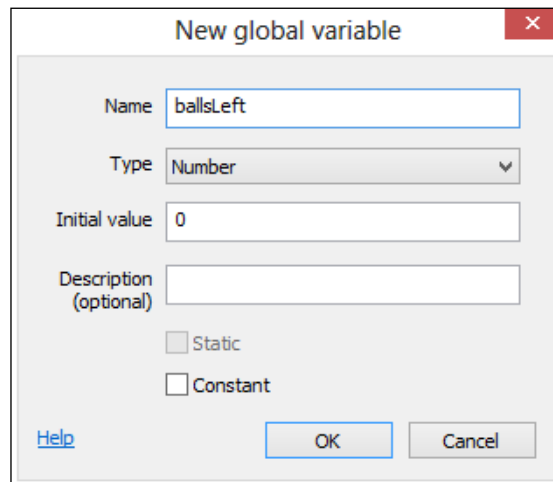 New global variable
Name ballsLeft
Type Number
Initial value 0
Description
(optional)
Static
Constant
Help OK Cancel